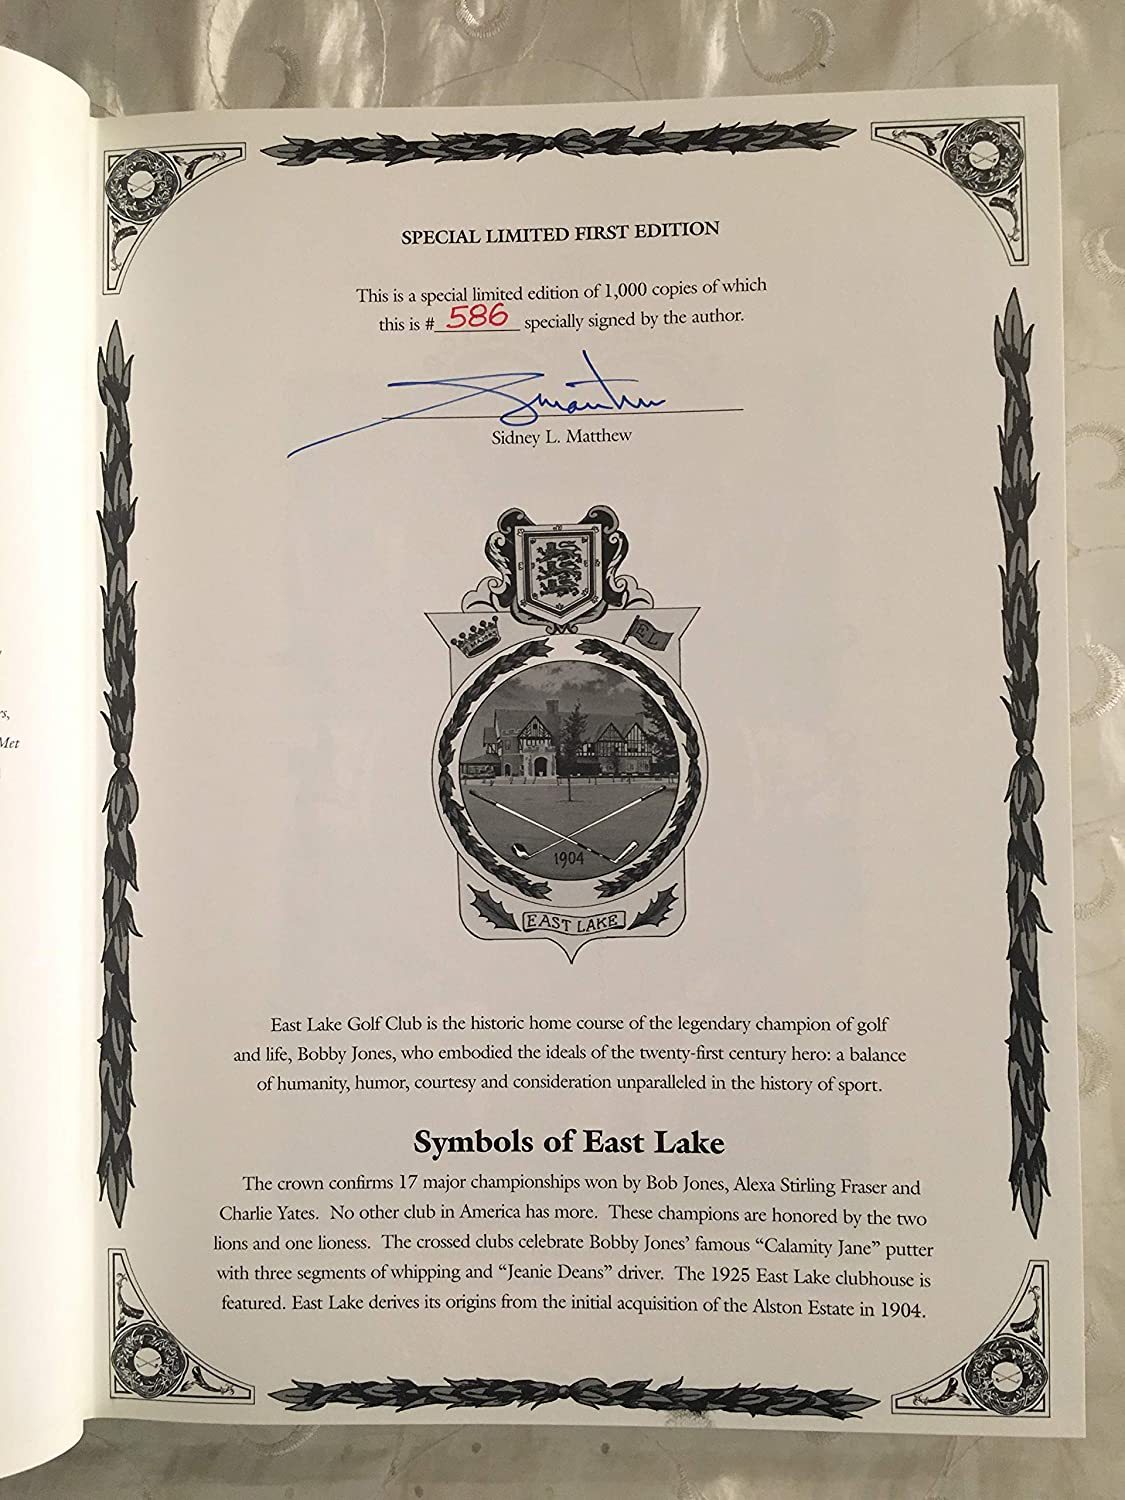 SPECIAL LIMITED FIRST EDITION
This is a special limited edition of 1,000 copies of which
this is # 586 specially signed by the author.
Sidney L. Matthew
EL
1904
EAST LAKE
East Lake Golf Club is the historic home course of the legendary champion of golf
and life, Bobby Jones, who embodied the ideals of the twenty-first century hero: a balance
of humanity, humor, courtesy and consideration unparalleled in the history of sport.
Symbols of East Lake
The crown confirms 17 major championships won by Bob Jones, Alexa Stirling Fraser and
Charlie Yates. No other club in America has more. These champions are honored by the two
lions and one lioness. The crossed clubs celebrate Bobby Jones' famous “Calamity Jane” putter
with three segments of whipping and “Jeanie Deans” driver. The 1925 East Lake clubhouse is
featured. East Lake derives its origins from the initial acquisition of the Alston Estate in 1904.
Met